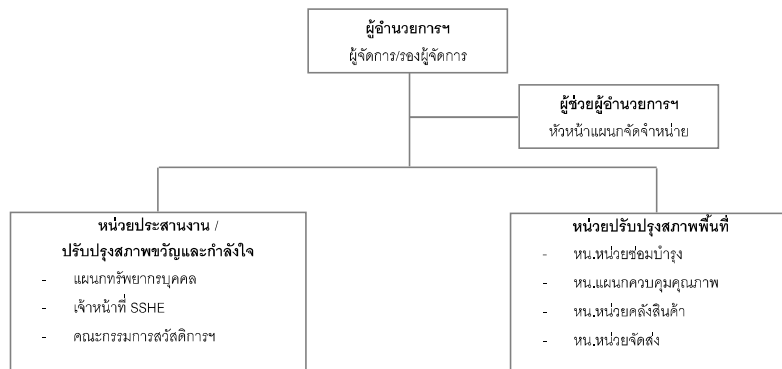 ผู้อำนวยการฯ
ผู้จัดการ/รองผู้จัดการ
ผู้ช่วยผู้อำนวยการฯ
หัวหน้าแผนกจัดจำหน่าย
หน่วยประสานงาน /
ปรับปรุงสภาพขวัญและกำลังใจ
- แผนกทรัพยากรบุคคล
- เจ้าหน้าที่ SSHE
- คณะกรรมการสวัสดิการฯ
หน่วยปรับปรุงสภาพพื้นที่
- หน.หน่วยซ่อมบำรุง
- หน.แผนกควบคุมคุณภาพ
- หน.หน่วยคลังสินค้า
- หน.หน่วยจัดส่ง